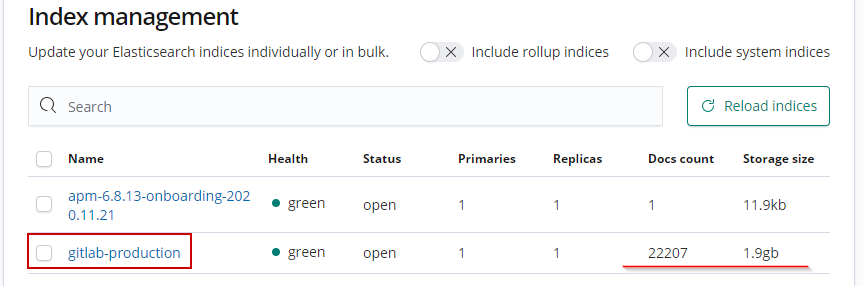 Index management
Update your Elasticsearch indices individually or in bulk. Include rollup indices Include system indices
Search Reload indices
Name Health Status Primaries Replicas Docs count Storage size
apm-6.8.13-onboarding-202
0.11.21 green open 1 1 1 11.9kb
gitlab-production green open 1 1 22207 1.9gb